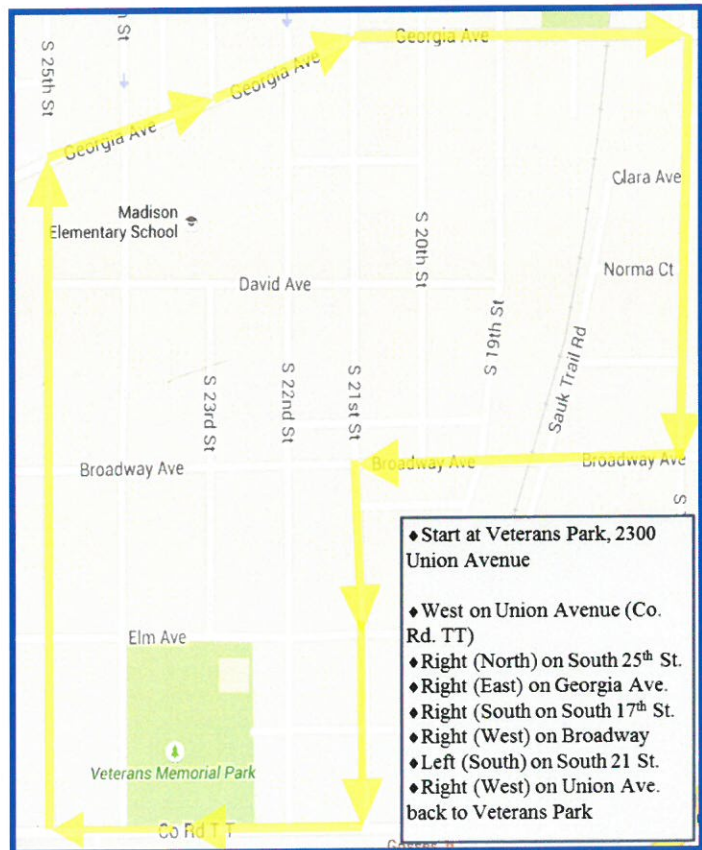 S 25th St
th St
Georgia Ave
Georgia Ave
Georgia Ave
Clara Ave
Madison
Elementary School
S 20th St
Norma Ct
David Ave
S 19th St
Sauk Trail Rd
S 23rd St
S 22nd St
S 21st St
Broadway Ave
Broadway Ave
Broadway Ave
S
Elm Ave
Veterans Memorial Park
Co Rd T T
♦Start at Veterans Park, 2300
Union Avenue
♦West on Union Avenue (Co.
Rd. TT)
♦Right (North) on South 25th St.
♦Right (East) on Georgia Ave.
♦Right (South on South 17th St.
♦Right (West) on Broadway
♦Left (South) on South 21 St.
♦Right (West) on Union Ave.
back to Veterans Park